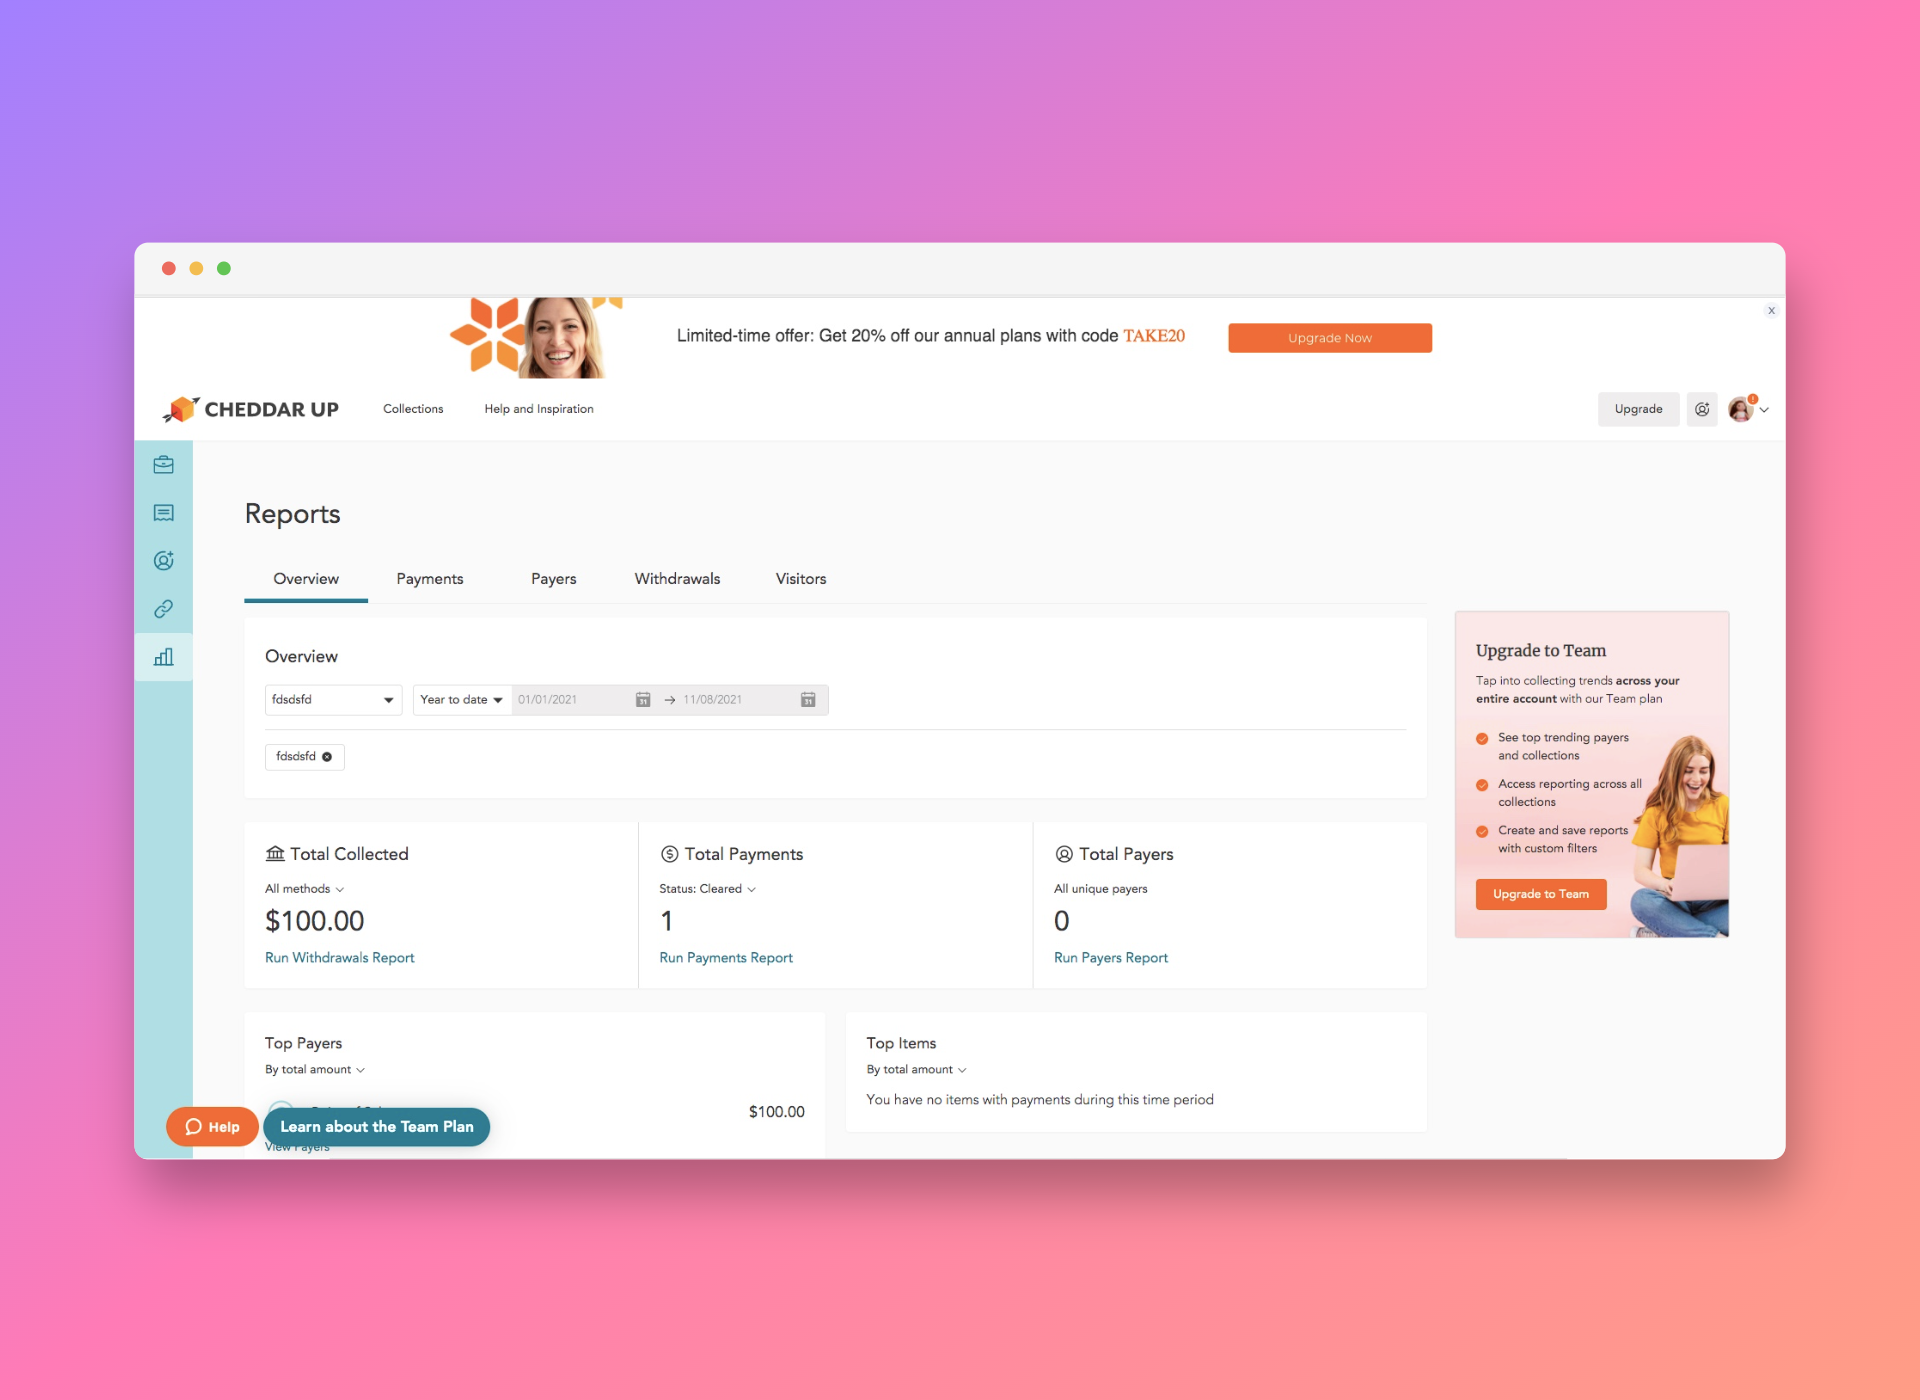 X
Limited-time offer: Get 20% off our annual plans with code TAKE20
Upgrade Now
CHEDDAR UP
Collections
Help and Inspiration
Upgrade
Reports
Overview
Payments
Payers
Withdrawals
Visitors
Overview
fdsdsfd
Year to date
01/01/2021
31
→
11/08/2021
31
fdsdsfd
Total Collected
All methods
$100.00
Run Withdrawals Report
Total Payments
Status: Cleared
1
Run Payments Report
Total Payers
All unique payers
0
Run Payers Report
Upgrade to Team
Tap into collecting trends across your
entire account with our Team plan
See top trending payers
and collections
Access reporting across all
collections
Create and save reports
with custom filters
Upgrade to Team
Top Payers
By total amount
$100.00
View Payers
Top Items
By total amount
You have no items with payments during this time period
Help
Learn about the Team Plan